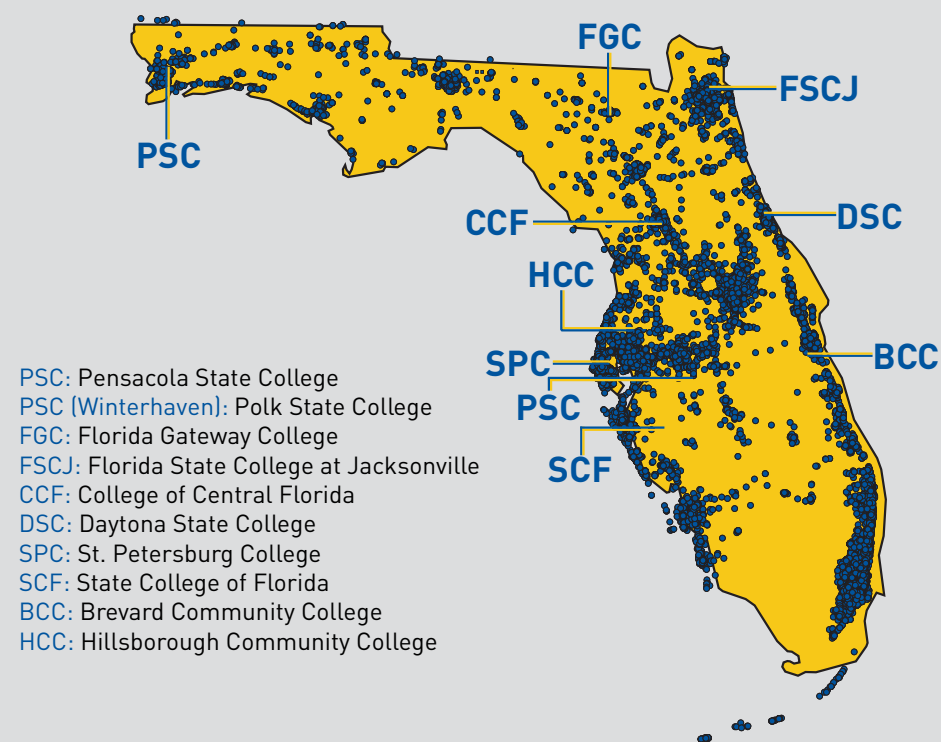 FGC
FSCJ
PSC
CCF
DSC
HCC
SPC
BCC
PSC
SCF
PSC: Pensacola State College
PSC (Winterhaven): Polk State College
FGC: Florida Gateway College
FSCJ: Florida State College at Jacksonville
CCF: College of Central Florida
DSC: Daytona State College
SPC: St. Petersburg College
SCF: State College of Florida
BCC: Brevard Community College
HCC: Hillsborough Community College